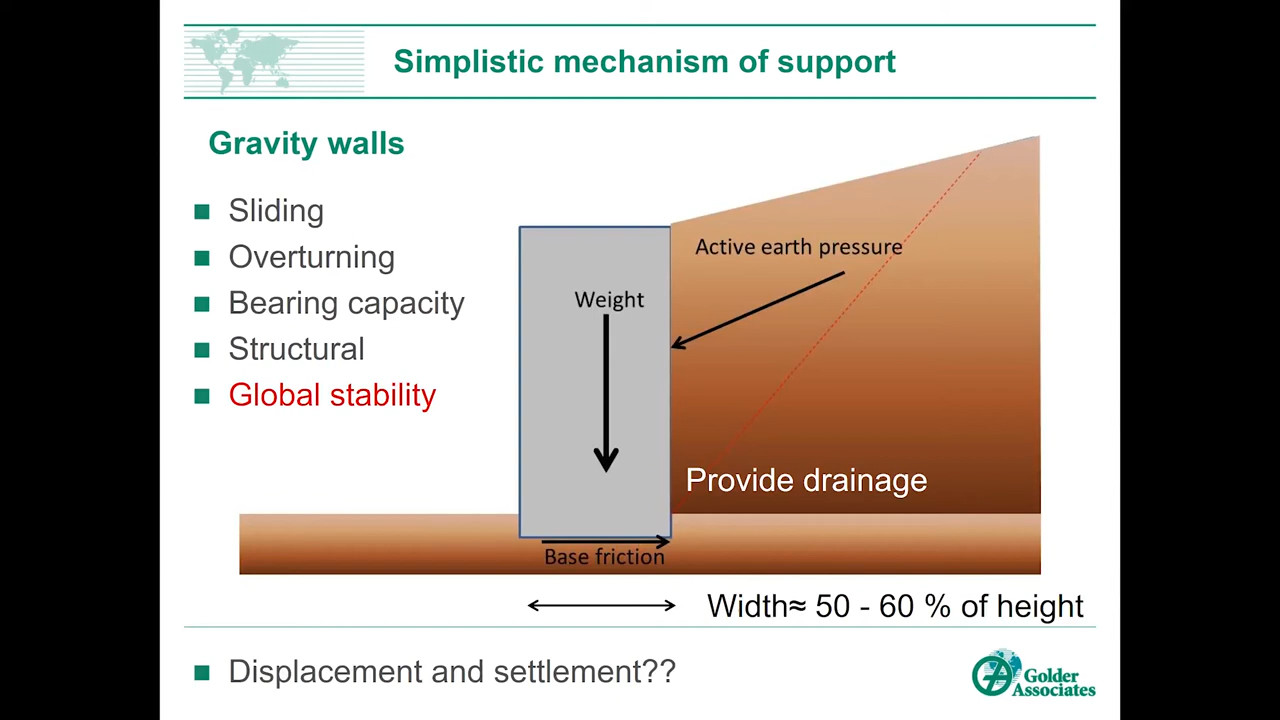 Simplistic mechanism of support
Gravity walls
Sliding
Overturning
Bearing capacity
Structural
Global stability
Active earth pressure
Weight
Provide drainage
Base friction
Width≈ 50 - 60 % of height
Displacement and settlement??
Golder
Associates